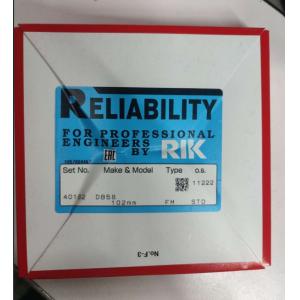 RELIABILITY
FOR PROFESSIONAL
ENGINEERS BY RIK
EAC
Set No. Make & Model Type O.S.
11222
40182 DB58
102mm FM STD
No.F-3